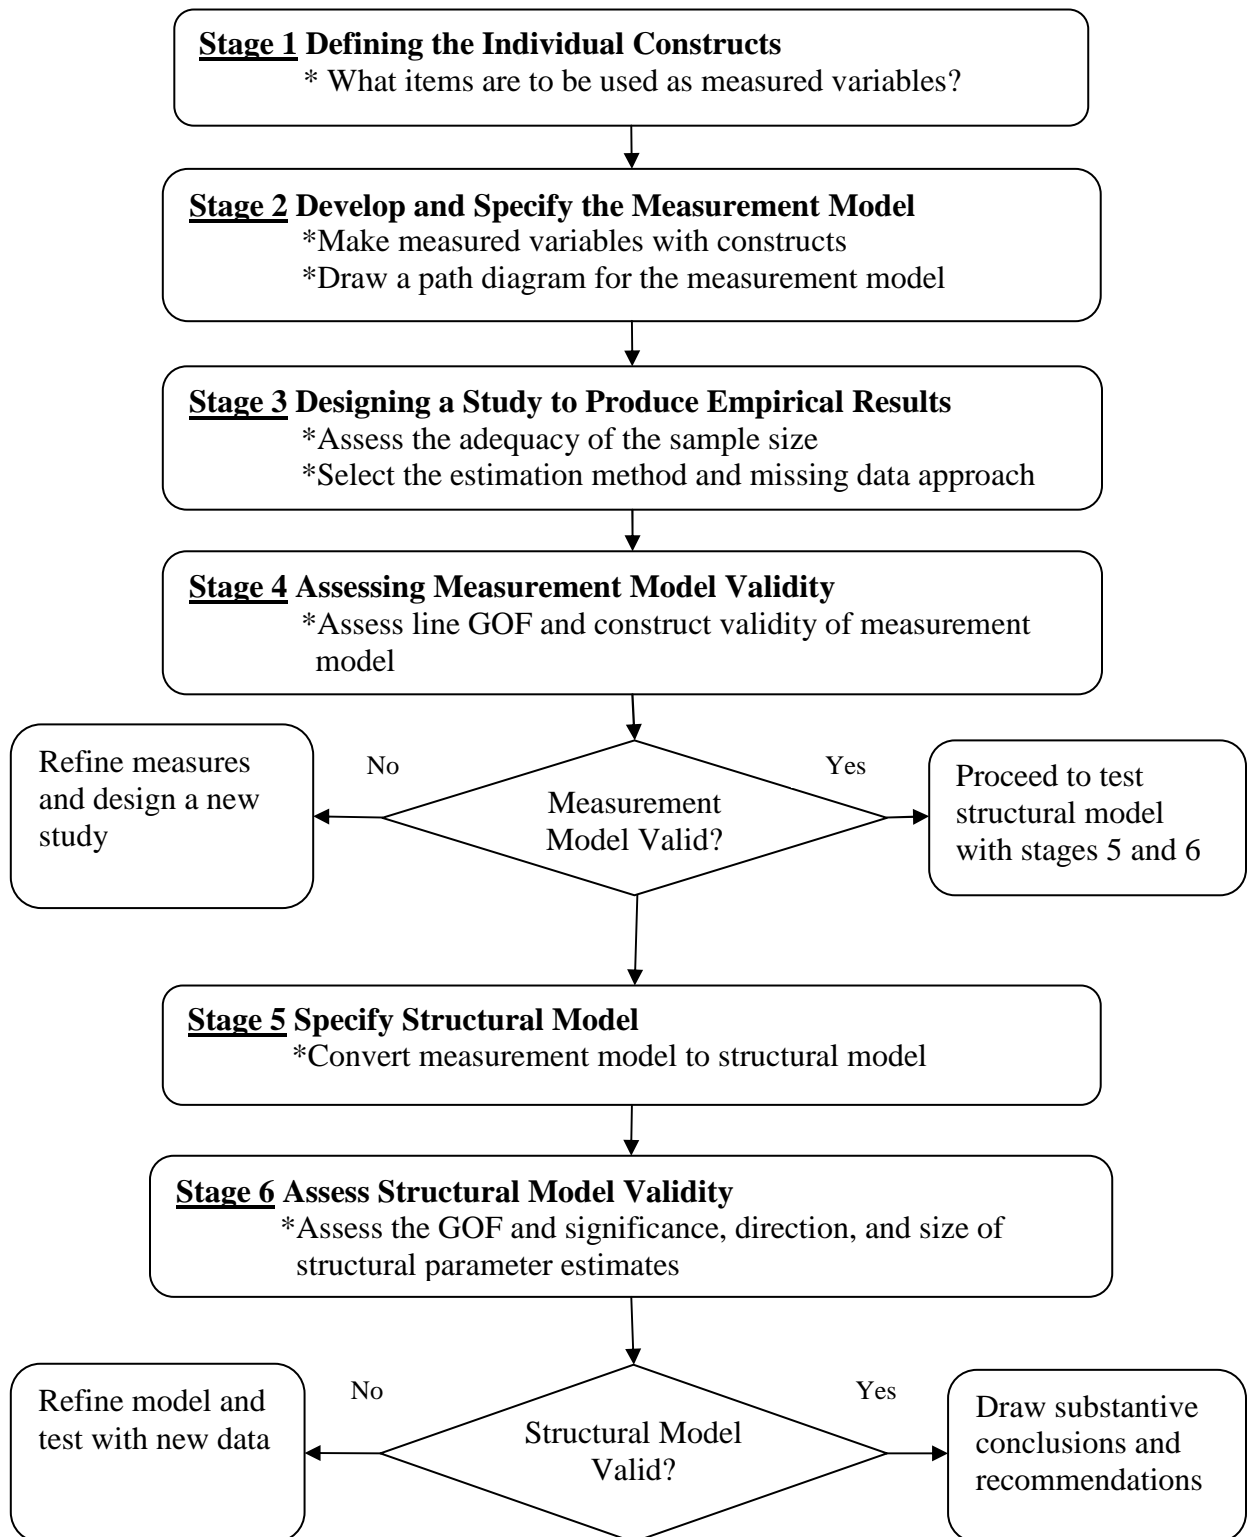 Stage 1 Defining the Individual Constructs
* What items are to be used as measured variables?
Stage 2 Develop and Specify the Measurement Model
*Make measured variables with constructs
*Draw a path diagram for the measurement model
Stage 3 Designing a Study to Produce Empirical Results
*Assess the adequacy of the sample size
*Select the estimation method and missing data approach
Stage 4 Assessing Measurement Model Validity
*Assess line GOF and construct validity of measurement
model
Refine measures
and design a new
study
No
Measurement
Model Valid?
Yes
Proceed to test
structural model
with stages 5 and 6
Stage 5 Specify Structural Model
*Convert measurement model to structural model
Stage 6 Assess Structural Model Validity
*Assess the GOF and significance, direction, and size of
structural parameter estimates
Refine model and
test with new data
No
Structural Model
Valid?
Yes
Draw substantive
conclusions and
recommendations